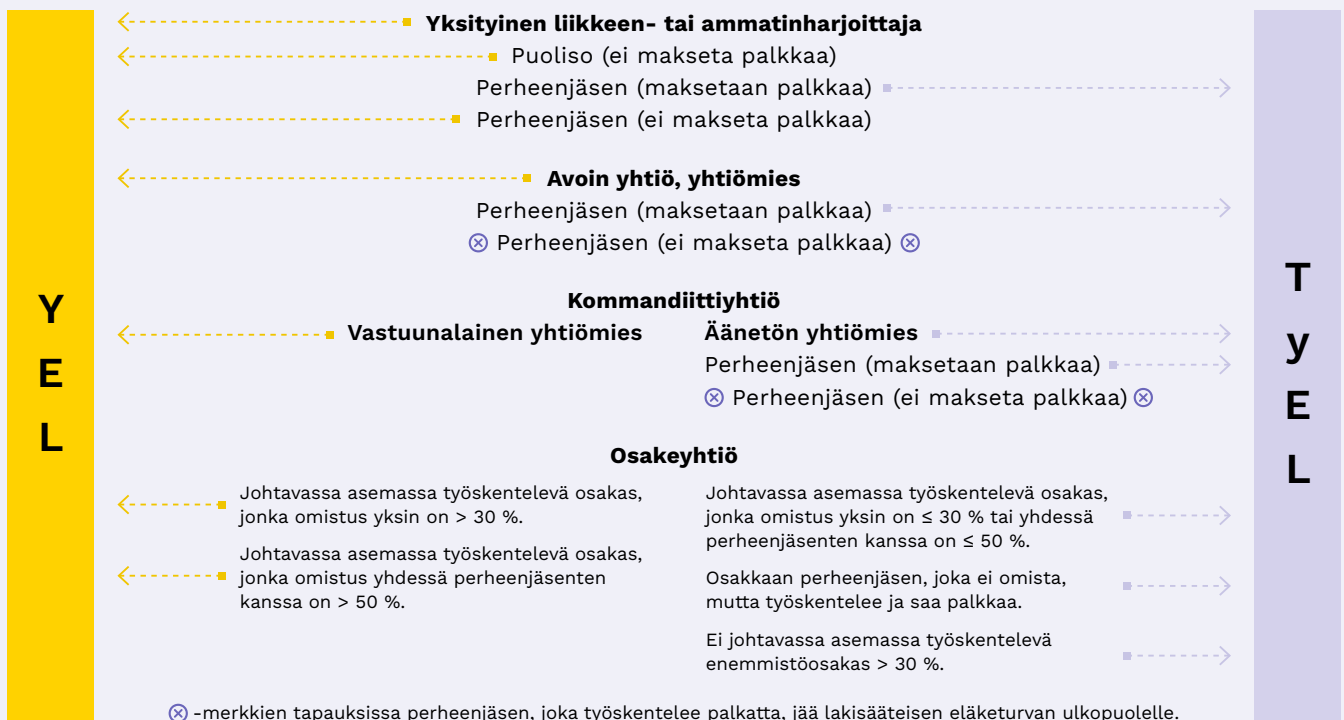 Yksityinen liikkeen- tai ammatinharjoittaja
Puoliso (ei makseta palkkaa)
Perheenjäsen (maksetaan palkkaa)
Perheenjäsen (ei makseta palkkaa)
Avoin yhtiö, yhtiömies
Perheenjäsen (maksetaan palkkaa)
⊗ Perheenjäsen (ei makseta palkkaa) ⊗
YEL
Kommandiittiyhtiö
Vastuunalainen yhtiömies
Äänetön yhtiömies
Perheenjäsen (maksetaan palkkaa)
⊗ Perheenjäsen (ei makseta palkkaa) ⊗
TyEL
Osakeyhtiö
Johtavassa asemassa työskentelevä osakas,
jonka omistus yksin on > 30 %.
Johtavassa asemassa työskentelevä osakas,
jonka omistus yhdessä perheenjäsenten
kanssa on > 50 %.
Johtavassa asemassa työskentelevä osakas,
jonka omistus yksin on ≤ 30 % tai yhdessä
perheenjäsenten kanssa on ≤ 50 %.
Osakkaan perheenjäsen, joka ei omista,
mutta työskentelee ja saa palkkaa.
Ei johtavassa asemassa työskentelevä
enemmistöosakas > 30 %.
⊗ -merkkien tapauksissa perheenjäsen, joka työskentelee palkatta, jää lakisääteisen eläketurvan ulkopuolelle.